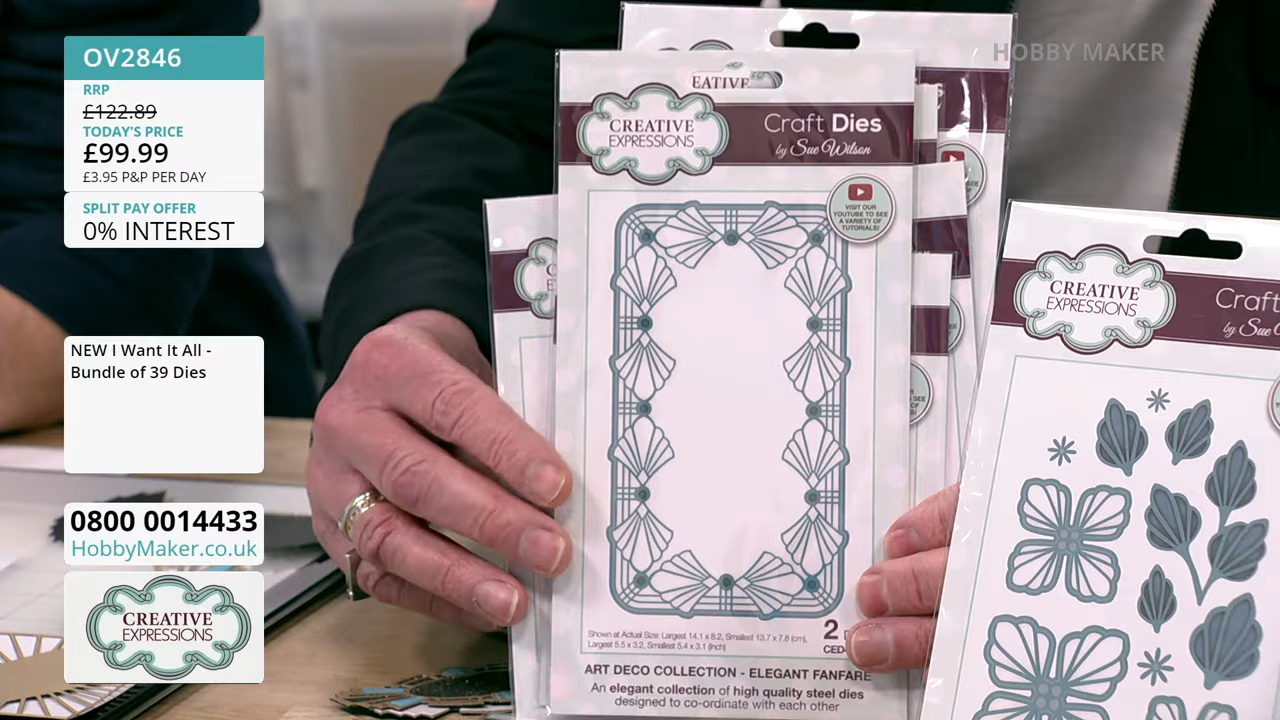 OV2846
RRP
£122.89
TODAY'S PRICE
£99.99
£3.95 P&P PER DAY
SPLIT PAY OFFER
0% INTEREST
NEW I Want It All -
Bundle of 39 Dies
0800 0014433
HobbyMaker.co.uk
CREATIVE
EXPRESSIONS
HOBBY MAKER
EATIVE
CREATIVE
EXPRESSIONS
Craft Dies
by Sue Wilson
VISIT OUR
YOUTUBE TO SEE
A VARIETY OF
TUTORIALS!
Shown at Actual Size: Largest 14.1 x 8.2, Smallest 13.7 x 7.8 (cm),
Largest 5.5 x 3.2, Smallest 5.4 x 3.1 (inch)
2
CED
ART DECO COLLECTION - ELEGANT FANFARE
An elegant collection of high quality steel dies
designed to co-ordinate with each other
CREATIVE
EXPRESSIONS
Craft
by Sue